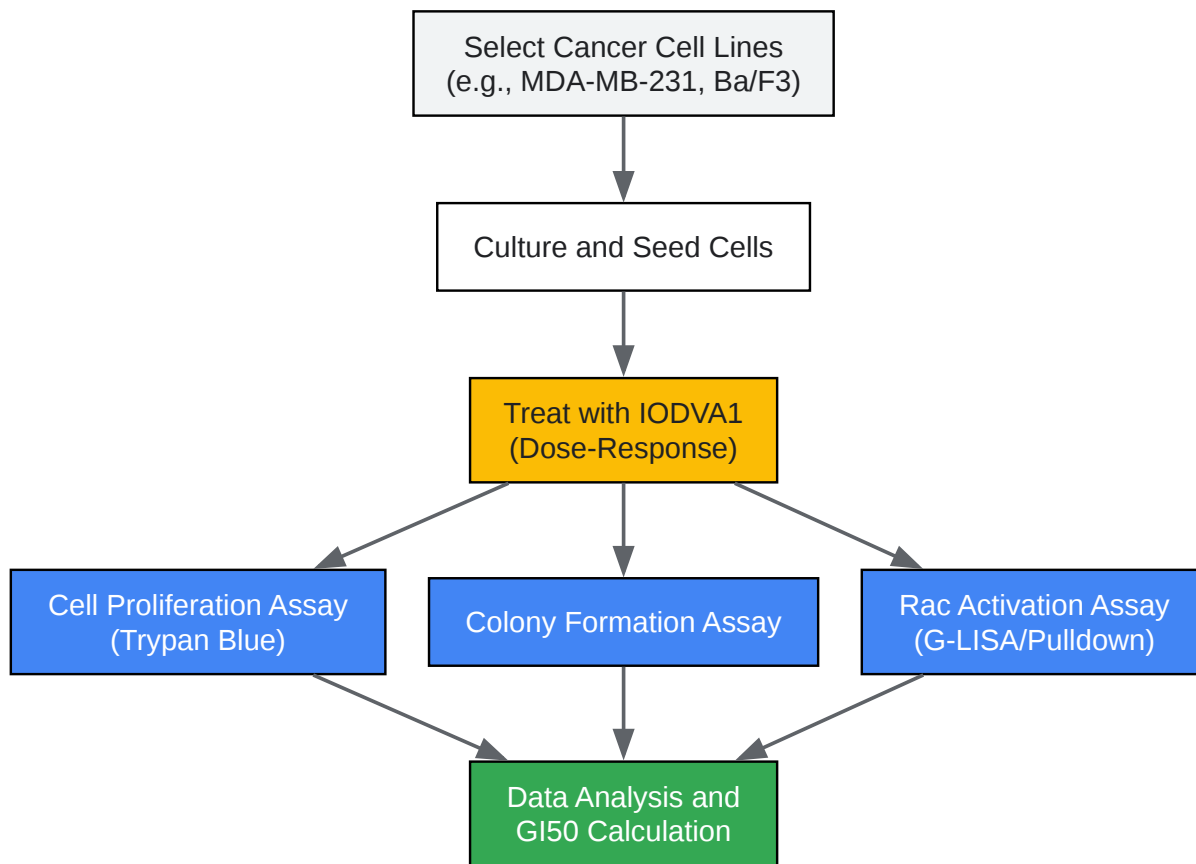 Select Cancer Cell Lines
(e.g., MDA-MB-231, Ba/F3)
Culture and Seed Cells
Treat with IODVA1
(Dose-Response)
Cell Proliferation Assay
(Trypan Blue)
Colony Formation Assay
Rac Activation Assay
(G-LISA/Pulldown)
Data Analysis and
GI50 Calculation